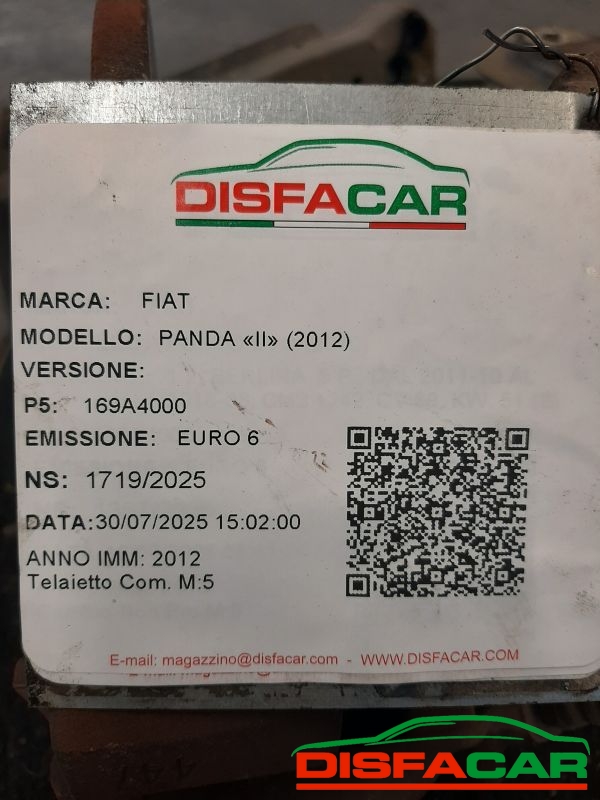 DISFACAR
MARCA: FIAT
MODELLO: PANDA «II» (2012)
VERSIONE:
P5: 169A4000
EMISSIONE: EURO 6
NS: 1719/2025
DATA:30/07/2025 15:02:00
ANNO IMM: 2012
Telaietto Com. M:5
E-mail: magazzino@disfacar.com - WWW.DISFACAR.COM
DISFACAR